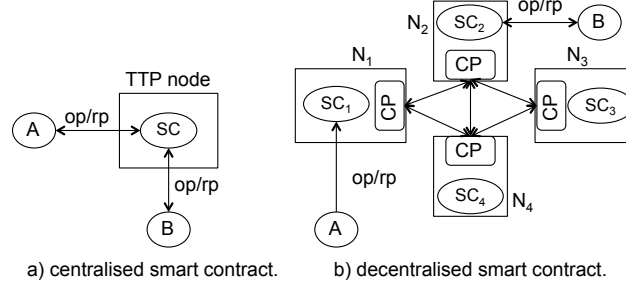 TTP node
A
op/rp
SC
op/rp
B
a) centralised smart contract.
N1
SC1
CP
op/rp
A
N2
SC2
CP
op/rp
B
N3
CP
SC3
CP
SC4
N4
b) decentralised smart contract.